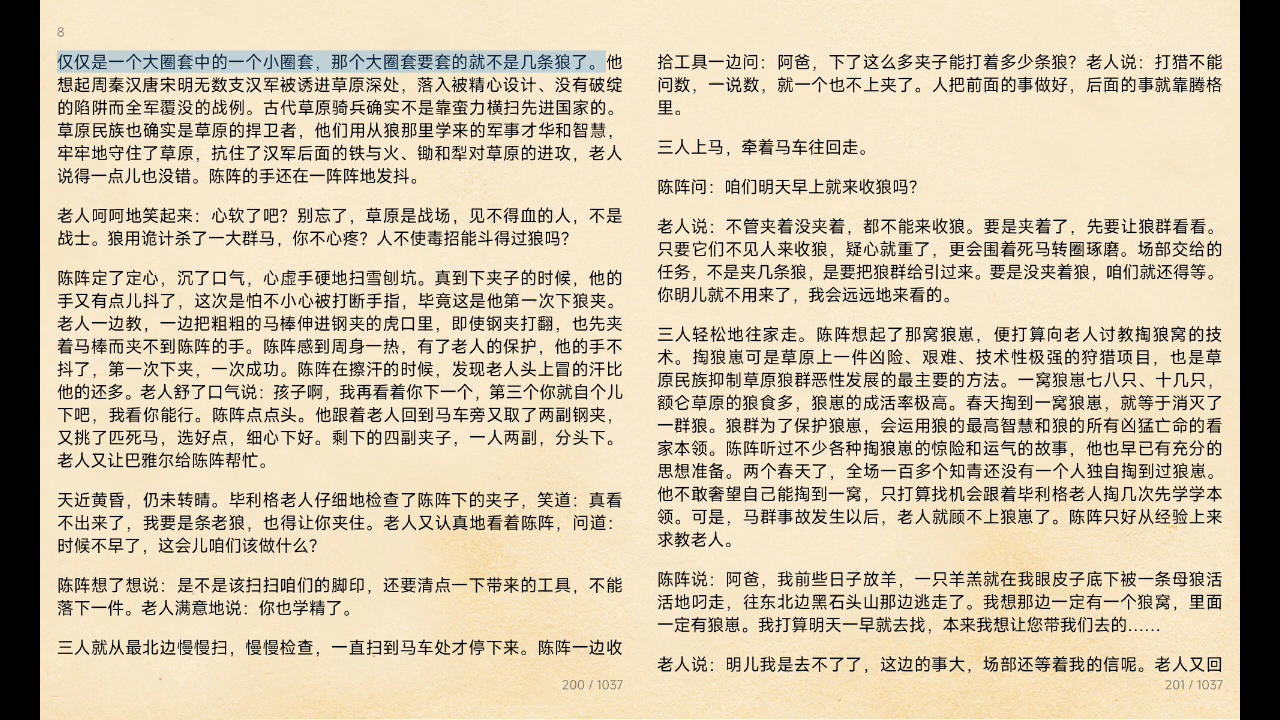 8
仅仅是一个大圈套中的一个小圈套，那个大圈套要套的就不是几条狼了。他
想起周秦汉唐宋明无数支汉军被诱进草原深处，落入被精心设计、没有破绽
的陷阱而全军覆没的战例。古代草原骑兵确实不是靠蛮力横扫先进国家的。
草原民族也确实是草原的捍卫者，他们用从狼那里学来的军事才华和智慧，
牢牢地守住了草原，抗住了汉军后面的铁与火、锄和犁对草原的进攻，老人
说得一点儿也没错。陈阵的手还在一阵阵地发抖。
老人呵呵地笑起来：心软了吧？别忘了，草原是战场，见不得血的人，不是
战士。狼用诡计杀了一大群马，你不心疼？人不使毒招能斗得过狼吗？
陈阵定了定心，沉了口气，心虚手硬地扫雪刨坑。真到下夹子的时候，他的
手又有点儿抖了，这次是怕不小心被打断手指，毕竟这是他第一次下狼夹。
老人一边教，一边把粗粗的马棒伸进钢夹的虎口里，即使钢夹打翻，也先夹
着马棒而夹不到陈阵的手。陈阵感到周身一热，有了老人的保护，他的手不
抖了，第一次下夹，一次成功。陈阵在擦汗的时候，发现老人头上冒的汗比
他的还多。老人舒了口气说：孩子啊，我再看着你下一个，第三个你就自个儿
下吧，我看你能行。陈阵点点头。他跟着老人回到马车旁又取了两副钢夹，
又挑了匹死马，选好点，细心下好。剩下的四副夹子，一人两副，分头下。
老人又让巴雅尔给陈阵帮忙。
天近黄昏，仍未转晴。毕利格老人仔细地检查了陈阵下的夹子，笑道：真看
不出来了，我要是条老狼，也得让你夹住。老人又认真地看着陈阵，问道：
时候不早了，这会儿咱们该做什么？
陈阵想了想说：是不是该扫扫咱们的脚印，还要清点一下带来的工具，不能
落下一件。老人满意地说：你也学精了。
三人就从最北边慢慢扫，慢慢检查，一直扫到马车处才停下来。陈阵一边收
200 / 1037
拾工具一边问：阿爸，下了这么多夹子能打着多少条狼？老人说：打猎不能
问数，一说数，就一个也不上来了。人把前面的事做好，后面的事就靠腾格
里。
三人上马，牵着马车往回走。
陈阵问：咱们明天早上就来收狼吗？
老人说：不管夹着没夹着，都不能来收狼。要是夹着了，先要让狼群看看。
只要它们不见人来收狼，疑心就重了，更会围着死马转圈琢磨。场部交给的
任务，不是夹几条狼，是要把狼群给引过来。要是没夹着狼，咱们就还得等。
你明儿就不用来了，我会远远地来看的。
三人轻松地往家走。陈阵想起了那窝狼崽，便打算向老人讨教掏狼窝的技
术。掏狼崽可是草原上一件凶险、艰难、技术性极强的狩猎项目，也是草
原民族抑制草原狼群恶性发展的最主要的方法。一窝狼崽七八只、十几只，
额仑草原的狼食多，狼崽的成活率极高。春天掏到一窝狼崽，就等于消灭了
一群狼。狼群为了保护狼崽，会运用狼的最高智慧和狼的所有凶猛亡命的看
家本领。陈阵听过不少各种掏狼崽的惊险和运气的故事，他也早已有充分的
思想准备。两个春天了，全场一百多个知青还没有一个人独自掏到过狼崽。
他不敢奢望自己能掏到一窝，只打算找机会跟着毕利格老人掏几次先学学本
领。可是，马群事故发生以后，老人就顾不上狼崽了。陈阵只好从经验上来
求教老人。
陈阵说：阿爸，我前些日子放羊，一只羊羔就在我眼皮子底下被一条母狼活
活地叼走，往东北边黑石头山那边逃走了。我想那边一定有一个狼窝，里面
一定有狼崽。我打算明天一早就去找，本来我想让您带我们去的……
老人说：明儿我是去不了了，这边的事大，场部还等着我的信呢。老人又回
201 / 1037